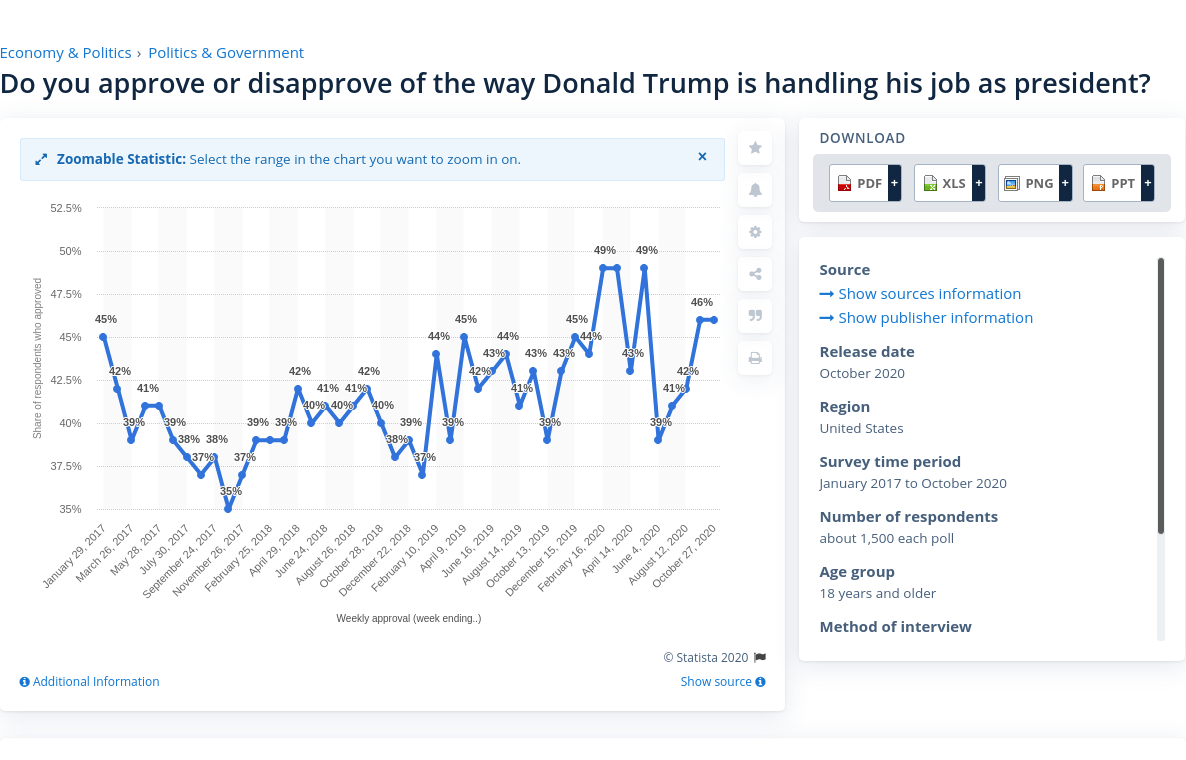 Economy & Politics › Politics & Government
Do you approve or disapprove of the way Donald Trump is handling his job as president?
Zoomable Statistic: Select the range in the chart you want to zoom in on. ×
52.5%
50%
47.5%
45%
42.5%
40%
37.5%
35%
Share of respondents who approved
45%
42%
39%
41%
39%
38%
37%
38%
35%
37%
39%
39%
42%
40%
41%
40%
41%
42%
40%
38%
39%
37%
44%
39%
45%
42%
43%
44%
41%
43%
39%
43%
45%
44%
49%
43%
49%
39%
41%
42%
46%
January 29, 2017
March 26, 2017
May 28, 2017
July 30, 2017
September 24, 2017
November 26, 2017
February 25, 2018
April 29, 2018
June 24, 2018
August 26, 2018
October 28, 2018
December 22, 2018
February 10, 2019
April 9, 2019
June 16, 2019
August 14, 2019
October 13, 2019
December 15, 2019
February 16, 2020
April 14, 2020
June 4, 2020
August 12, 2020
October 27, 2020
Weekly approval (week ending..)
© Statista 2020
Additional Information
Show source
DOWNLOAD
PDF + XLS + PNG + PPT +
Source
Show sources information
Show publisher information
Release date
October 2020
Region
United States
Survey time period
January 2017 to October 2020
Number of respondents
about 1,500 each poll
Age group
18 years and older
Method of interview